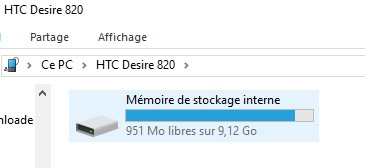 HTC Desire 820
Partage Affichage
Ce PC > HTC Desire 820 >
nloade
Mémoire de stockage interne
951 Mo libres sur 9,12 Go